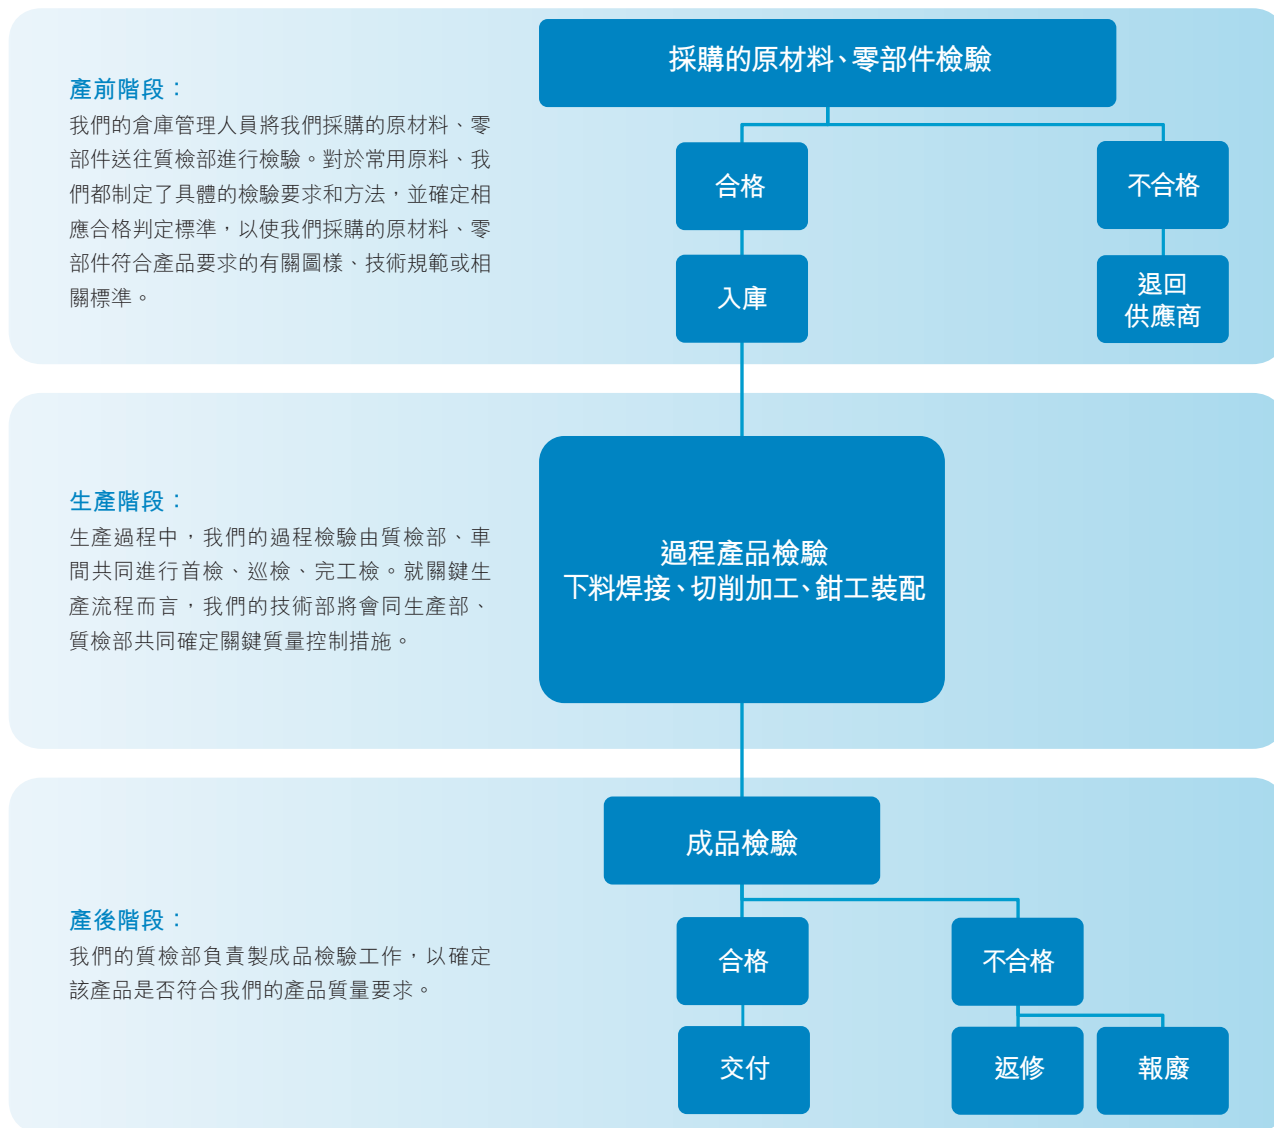 採購的原材料、零部件檢驗
產前階段：
我們的倉庫管理人員將我們採購的原材料、零
部件送往質檢部進行檢驗。對於常用原料、我
們都制定了具體的檢驗要求和方法，並確定相
應合格判定標準，以使我們採購的原材料、零
部件符合產品要求的有關圖樣、技術規範或相
關標準。
合格
不合格
入庫
退回
供應商
生產階段：
生產過程中，我們的過程檢驗由質檢部、車
間共同進行首檢、巡檢、完工檢。就關鍵生
產流程而言，我們的技術部將會同生產部、
質檢部共同確定關鍵質量控制措施。
過程產品檢驗
下料焊接、切削加工、鉗工裝配
成品檢驗
產後階段：
我們的質檢部負責製成品檢驗工作，以確定
該產品是否符合我們的產品質量要求。
合格
不合格
交付
返修
報廢